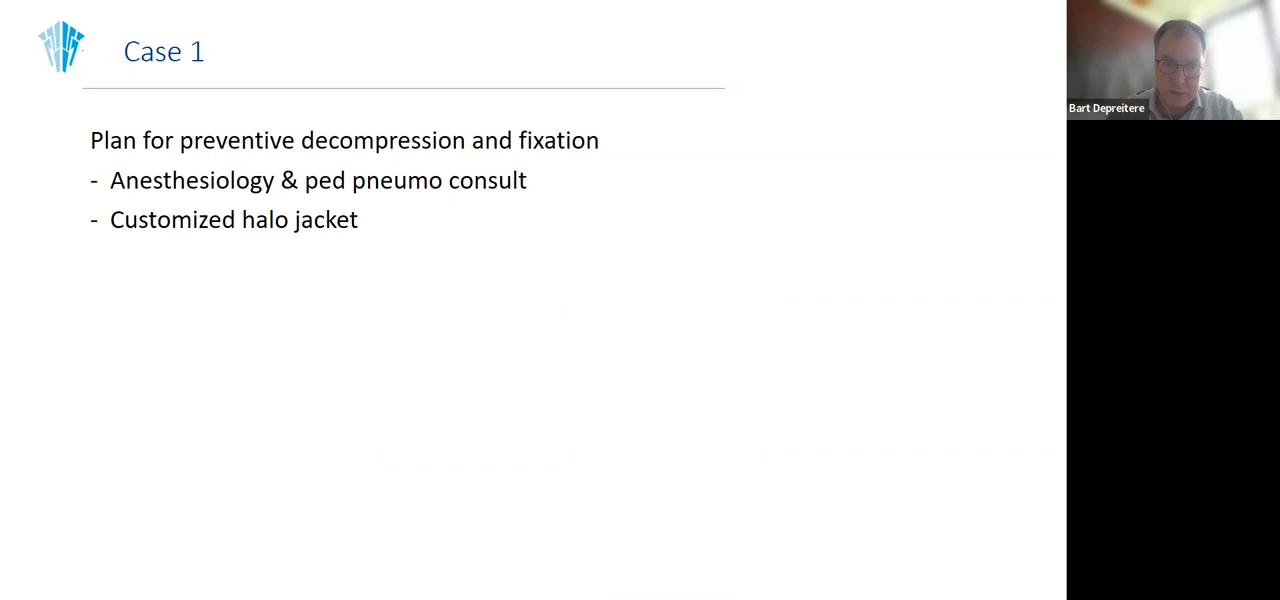 Case 1
Plan for preventive decompression and fixation
- Anesthesiology & ped pneumo consult
- Customized halo jacket
Bart Depreitere